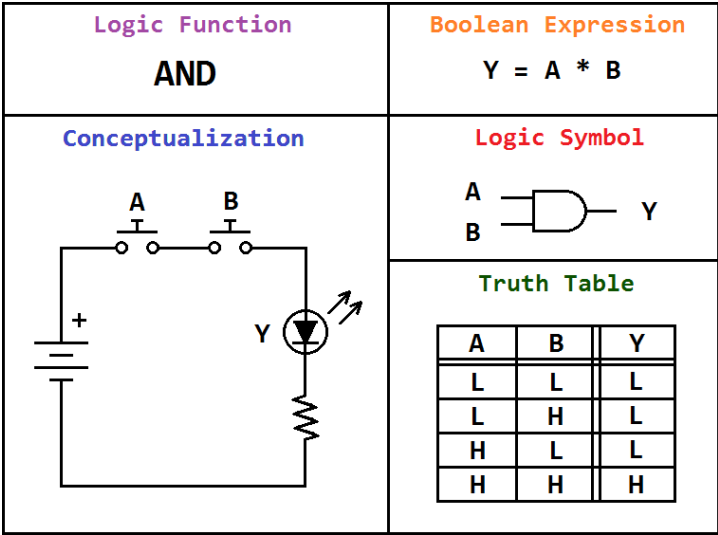 Logic Function
AND
Boolean Expression
Y = A * B
Conceptualization
A B
+
Y
Logic Symbol
A
B
Y
Truth Table
A B Y
L L L
L H L
H L L
H H H